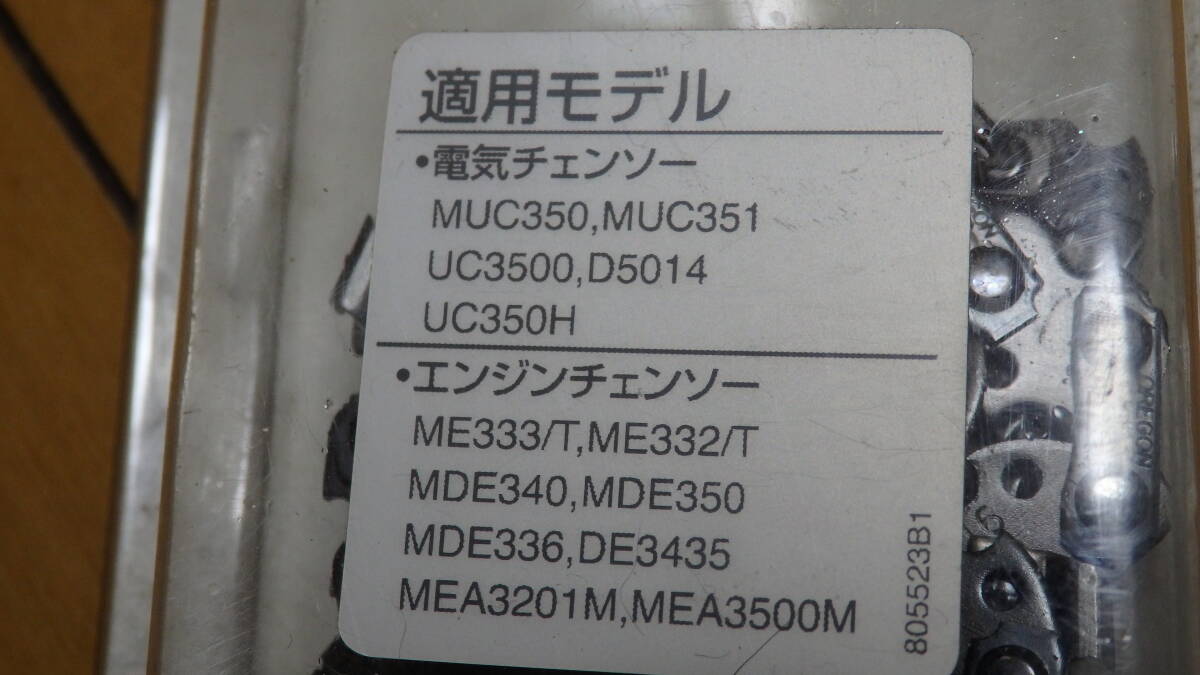 適用モデル
•電気チェンソー
MUC350,MUC351
UC3500,D5014
UC350H
•エンジンチェンソー
ME333/T,ME332/T
MDE340,MDE350
MDE336,DE3435
MEA3201M,MEA3500M
805523B1
OREGON